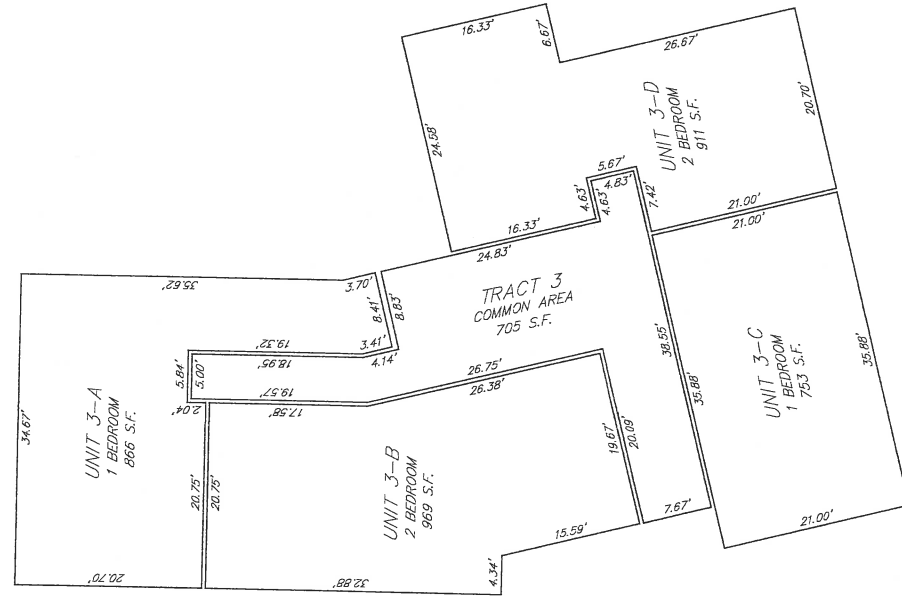 16.33'
6.67'
26.67'
20.70'
24.58'
UNIT 3-D
2 BEDROOM
911 S.F.
5.67'
4.83'
4.63'
4.63'
7.42'
16.33'
24.83'
21.00'
21.00'
35.62'
3.70'
8.41'
8.83'
TRACT 3
COMMON AREA
705 S.F.
19.32'
3.41'
18.95'
4.14'
5.84'
5.00'
19.57'
2.04'
17.58'
26.75'
26.38'
38.55'
35.88'
35.88'
UNIT 3-C
1 BEDROOM
753 S.F.
34.67'
UNIT 3-A
1 BEDROOM
866 S.F.
20.75'
20.75'
UNIT 3-B
2 BEDROOM
969 S.F.
19.67'
20.09'
7.67'
15.59'
21.00'
4.34'
20.70'
32.88'